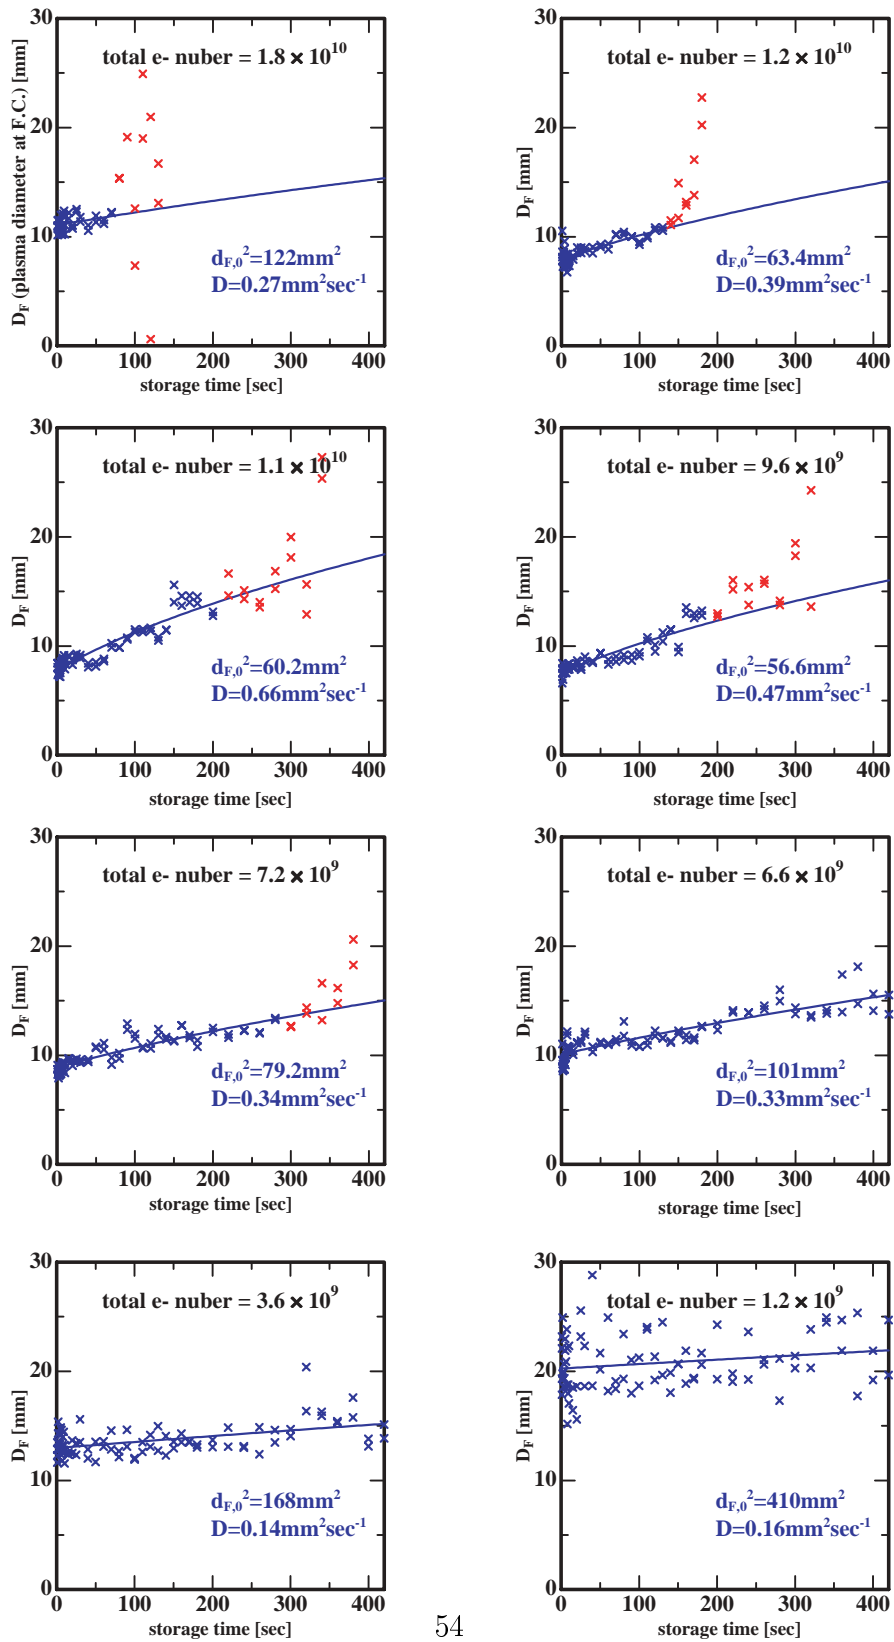 30
20
10
0
D_F (plasma diameter at F.C.) [mm]
total e- nuber = 1.8 × 10^10
d_F,0^2=122mm^2
D=0.27mm^2sec^-1
0 100 200 300 400
storage time [sec]
30
20
10
0
D_F [mm]
total e- nuber = 1.2 × 10^10
d_F,0^2=63.4mm^2
D=0.39mm^2sec^-1
0 100 200 300 400
storage time [sec]
30
20
10
0
D_F [mm]
total e- nuber = 1.1 × 10^10
d_F,0^2=60.2mm^2
D=0.66mm^2sec^-1
0 100 200 300 400
storage time [sec]
30
20
10
0
D_F [mm]
total e- nuber = 9.6 × 10^9
d_F,0^2=56.6mm^2
D=0.47mm^2sec^-1
0 100 200 300 400
storage time [sec]
30
20
10
0
D_F [mm]
total e- nuber = 7.2 × 10^9
d_F,0^2=79.2mm^2
D=0.34mm^2sec^-1
0 100 200 300 400
storage time [sec]
30
20
10
0
D_F [mm]
total e- nuber = 6.6 × 10^9
d_F,0^2=101mm^2
D=0.33mm^2sec^-1
0 100 200 300 400
storage time [sec]
30
20
10
0
D_F [mm]
total e- nuber = 3.6 × 10^9
d_F,0^2=168mm^2
D=0.14mm^2sec^-1
0 100 200 300 400
storage time [sec]
30
20
10
0
D_F [mm]
total e- nuber = 1.2 × 10^9
d_F,0^2=410mm^2
D=0.16mm^2sec^-1
0 100 200 300 400
storage time [sec]
54